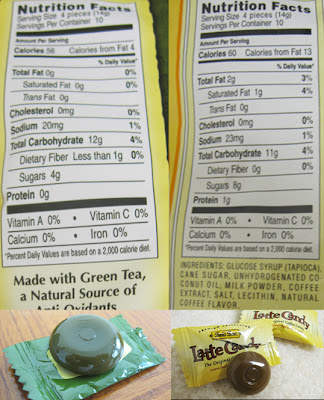 Nutrition Facts
Serving Size 4 pieces (14g)
Servings Per Container 10
Amount Per Serving
Calories 56 Calories from Fat 4
% Daily Value*
Total Fat 0g 0%
Saturated Fat 0g 0%
Trans Fat 0g
Cholesterol 0mg 0%
Sodium 20mg 1%
Total Carbohydrate 12g 4%
Dietary Fiber Less than 1g 0%
Sugars 4g
Protein 0g
Vitamin A 0% • Vitamin C 0%
Calcium 0% • Iron 0%
*Percent Daily Values are based on a 2,000 calorie diet.
Made with Green Tea,
a Natural Source of
Anti Oxidants
Nutrition Facts
Serving Size 4 pieces (14g)
Servings Per Container 10
Amount Per Serving
Calories 60 Calories from Fat 13
% Daily Value*
Total Fat 2g 3%
Saturated Fat 1g 4%
Trans Fat 0g
Cholesterol 0mg 0%
Sodium 23mg 1%
Total Carbohydrate 11g 4%
Dietary Fiber 0g 0%
Sugars 8g
Protein 1g
Vitamin A 0% • Vitamin C 0%
Calcium 0% • Iron 0%
*Percent Daily Values are based on a 2,000 calorie diet.
INGREDIENTS: GLUCOSE SYRUP (TAPIOCA),
CANE SUGAR, UNHYDROGENATED CO
CONUT OIL, MILK POWDER, COFFEE
EXTRACT, SALT, LECITHIN, NATURAL
COFFEE FLAVOR.
Latte Candy
Latte Candy
The Original